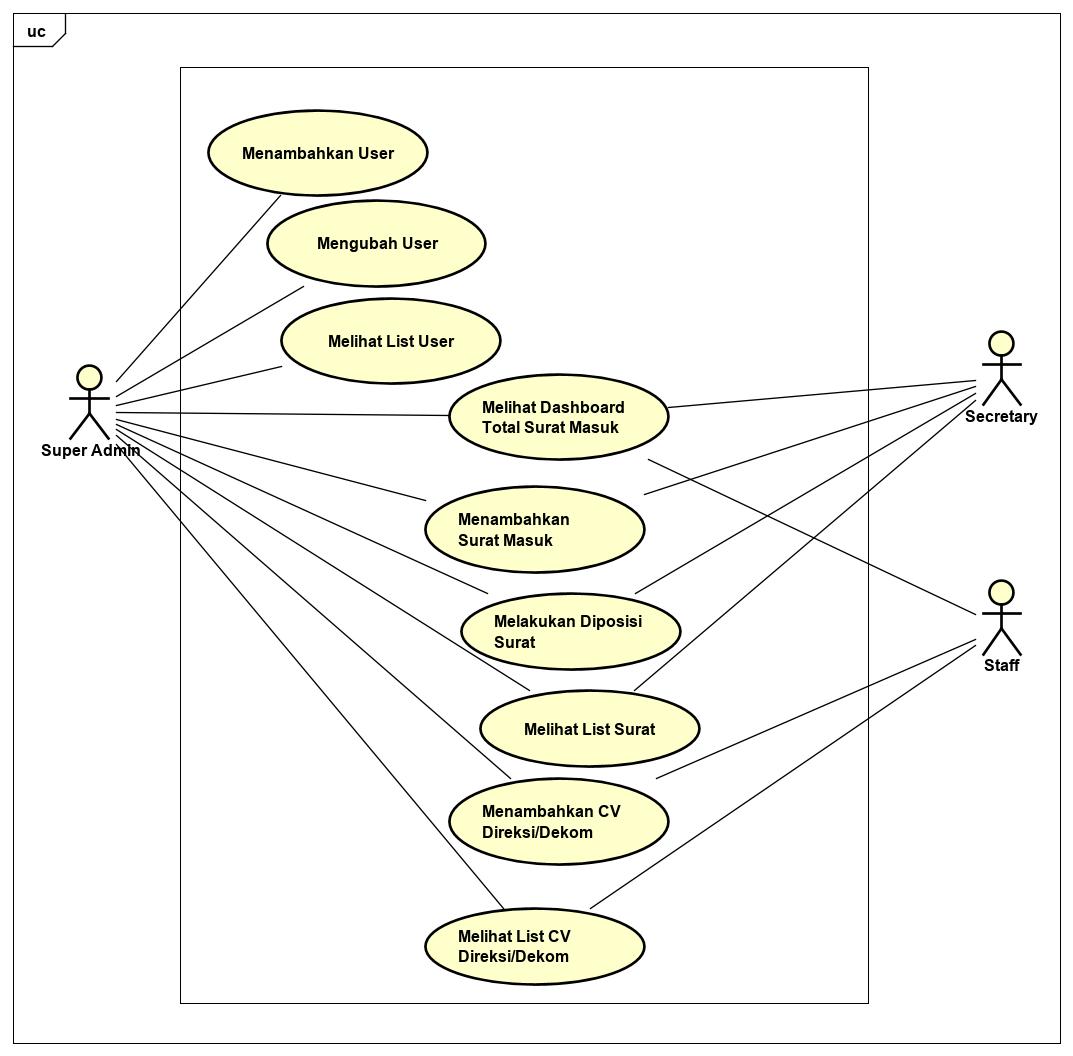 uc
Menambahkan User
Mengubah User
Melihat List User
Melihat Dashboard
Total Surat Masuk
Secretary
Super Admin
Menambahkan
Surat Masuk
Melakukan Diposisi
Surat
Staff
Melihat List Surat
Menambahkan CV
Direksi/Dekom
Melihat List CV
Direksi/Dekom